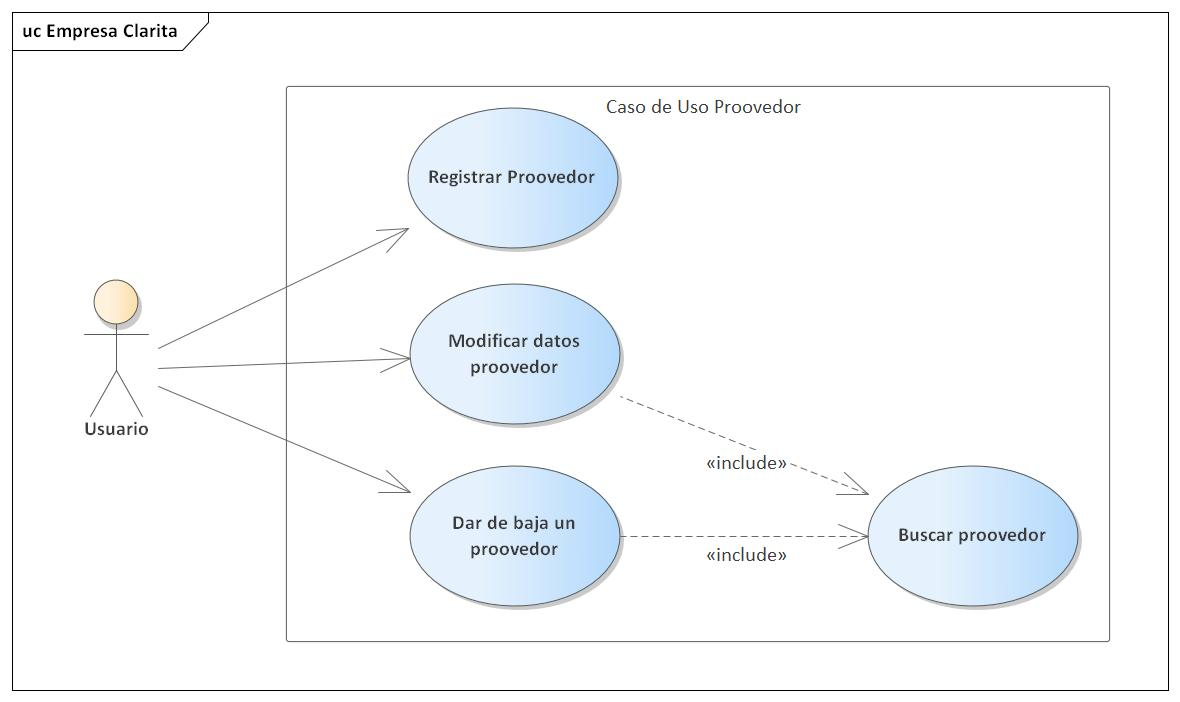 uc Empresa Clarita
Caso de Uso Proovedor
Registrar Proovedor
Modificar datos
proovedor
Usuario
«include»
Dar de baja un
proovedor
Buscar proovedor
«include»